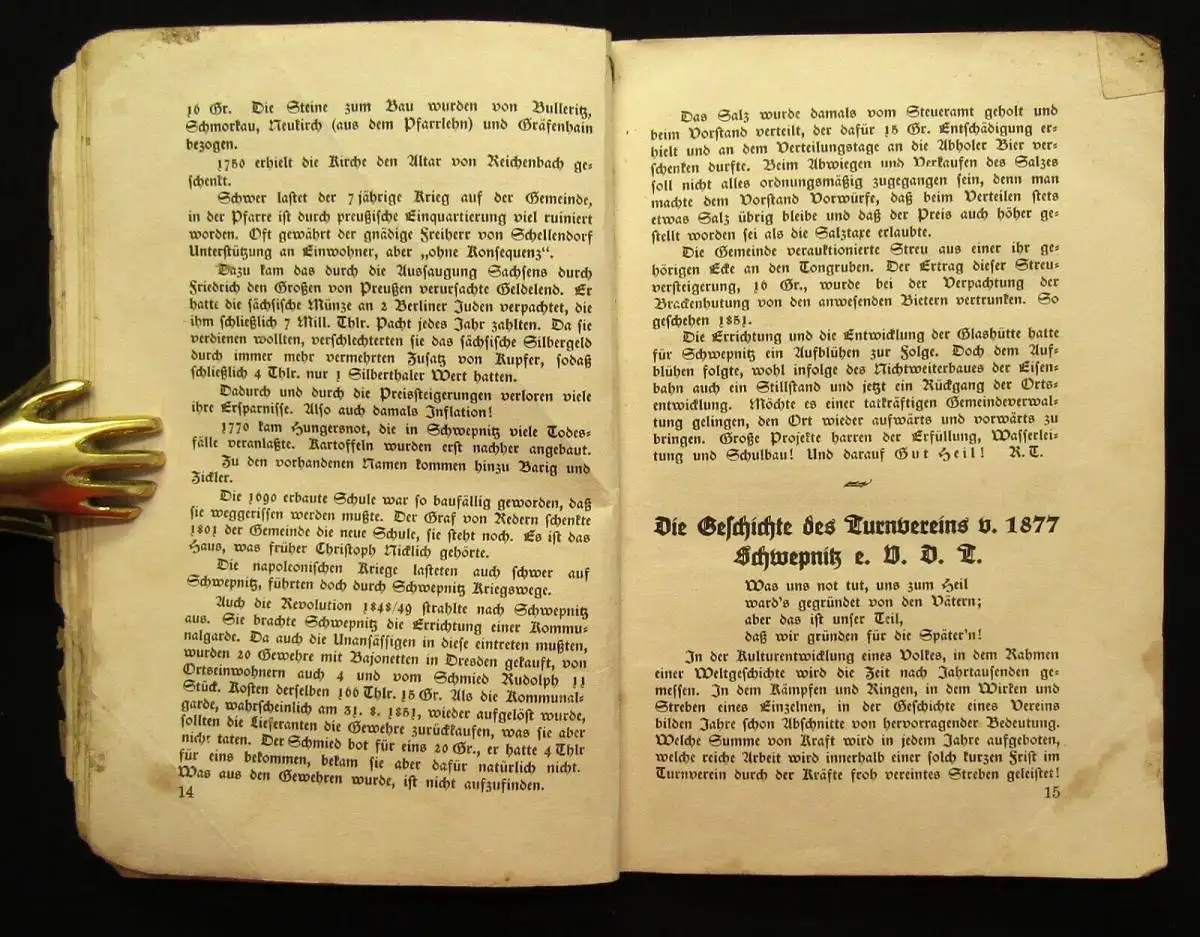 16 Gr. Die Steine zum Bau wurden von Bulleritz,
Schmorkau, Neukirch (aus dem Pfarrlehn) und Gräfenhain
bezogen.
1750 erhielt die Kirche den Altar von Reichenbach ge-
schenkt.
Schwer lastet der 7jährige Krieg auf der Gemeinde,
in der Pfarre ist durch preußische Einquartierung viel ruiniert
worden. Oft gewährt der gnädige Freiherr von Schellendorf
Unterstützung an Einwohner, aber „ohne Konsequenz“.
Dazu kam das durch die Aussaugung Sachsens durch
Friedrich den Großen von Preußen verursachte Geldelend. Er
hatte die sächsische Münze an 2 Berliner Juden verpachtet, die
ihm schließlich 7 Mill. Thlr. Pacht jedes Jahr zahlten. Da sie
verdienen wollten, verschlechterten sie das sächsische Silbergeld
durch immer mehr vermehrten Zusatz von Kupfer, sodaß
schließlich 4 Thlr. nur 1 Silberthaler Wert hatten.
Dadurch und durch die Preissteigerungen verloren viele
ihre Ersparnisse. Also auch damals Inflation!
1770 kam Hungersnot, die in Schwepnitz viele Todes-
fälle veranlaßte. Kartoffeln wurden erst nachher angebaut.
Zu den vorhandenen Namen kommen hinzu Barig und
Zickler.
Die 1690 erbaute Schule war so baufällig geworden, daß
sie weggerissen werden mußte. Der Graf von Redern schenkte
1801 der Gemeinde die neue Schule, sie steht noch. Es ist das
Haus, was früher Christoph Nicklich gehörte.
Die napoleonischen Kriege lasteten auch schwer auf
Schwepnitz, führten doch durch Schwepnitz Kriegswege.
Auch die Revolution 1848/49 strahlte nach Schwepnitz
aus. Sie brachte Schwepnitz die Errichtung einer Kommu-
nalgarde. Da auch die Unansässigen in diese eintreten mußten,
wurden 20 Gewehre mit Bajonetten in Dresden gekauft, von
Ortseinwohnern auch 4 und vom Schmied Rudolph 11
Stück. Kosten derselben 166 Thlr. 15 Gr. Als die Kommunal-
garde, wahrscheinlich am 31. 8. 1851, wieder aufgelöst wurde,
sollten die Lieferanten die Gewehre zurückkaufen, was sie aber
nicht taten. Der Schmied bot für eins 20 Gr., er hatte 4 Thlr
für eins bekommen, bekam sie aber dafür natürlich nicht.
Was aus den Gewehren wurde, ist nicht aufzufinden.
14
Das Salz wurde damals vom Steueramt geholt und
beim Vorstand verteilt, der dafür 15 Gr. Entschädigung er-
hielt und an dem Verteilungstage an die Abholer Bier ver-
schenken durfte. Beim Abwiegen und Verkaufen des Salzes
soll nicht alles ordnungsmäßig zugegangen sein, denn man
machte dem Vorstand Vorwürfe, daß beim Verteilen stets
etwas Salz übrig bleibe und daß der Preis auch höher ge-
stellt worden sei als die Salztaxe erlaubte.
Die Gemeinde verauktionierte Streu aus einer ihr ge-
hörigen Ecke an den Tongruben. Der Ertrag dieser Streu-
versteigerung, 16 Gr., wurde bei der Verpachtung der
Brackenhutung von den anwesenden Bietern vertrunken. So
geschehen 1851.
Die Errichtung und die Entwicklung der Glashütte hatte
für Schwepnitz ein Aufblühen zur Folge. Doch dem Auf-
blühen folgte, wohl infolge des Nichtweiterbaues der Eisen-
bahn auch ein Stillstand und jetzt ein Rückgang der Orts-
entwicklung. Möchte es einer tatkräftigen Gemeindeverwal-
tung gelingen, den Ort wieder aufwärts und vorwärts zu
bringen. Große Projekte harren der Erfüllung, Wasserlei-
tung und Schulbau! Und darauf Gut Heil! R. T.
Die Geschichte des Turnvereins v. 1877
Schwepnitz e. V. D. T.
Was uns not tut, uns zum Heil
ward's gegründet von den Vätern;
aber das ist unser Teil,
daß wir gründen für die Später'n!
In der Kulturentwicklung eines Volkes, in dem Rahmen
einer Weltgeschichte wird die Zeit nach Jahrtausenden ge-
messen. In dem Kämpfen und Ringen, in dem Wirken und
Streben eines Einzelnen, in der Geschichte eines Vereins
bilden Jahre schon Abschnitte von hervorragender Bedeutung.
Welche Summe von Kraft wird in jedem Jahre aufgeboten,
welche reiche Arbeit wird innerhalb einer solch kurzen Frist im
Turnverein durch der Kräfte froh vereintes Streben geleistet!
15